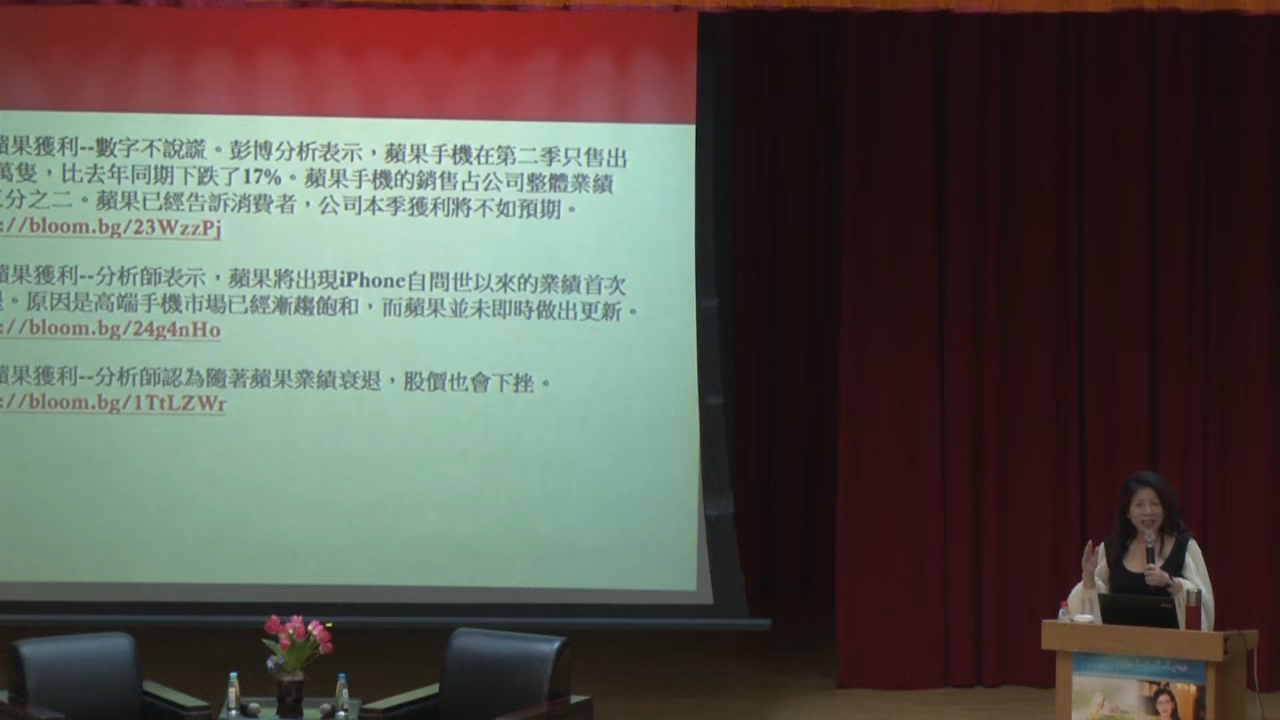 蘋果獲利--數字不說謊。彭博分析表示，蘋果手機在第二季只售出
萬隻，比去年同期下跌了17%。蘋果手機的銷售占公司整體業績
分之二。蘋果已經告訴消費者，公司本季獲利將不如預期。
://bloom.bg/23WzzPj
蘋果獲利--分析師表示，蘋果將出現iPhone自問世以來的業績首次
。原因是高端手機市場已經漸趨飽和，而蘋果並未即時做出更新。
://bloom.bg/24g4nHo
蘋果獲利--分析師認為隨著蘋果業績衰退，股價也會下挫。
://bloom.bg/1TtLZWr